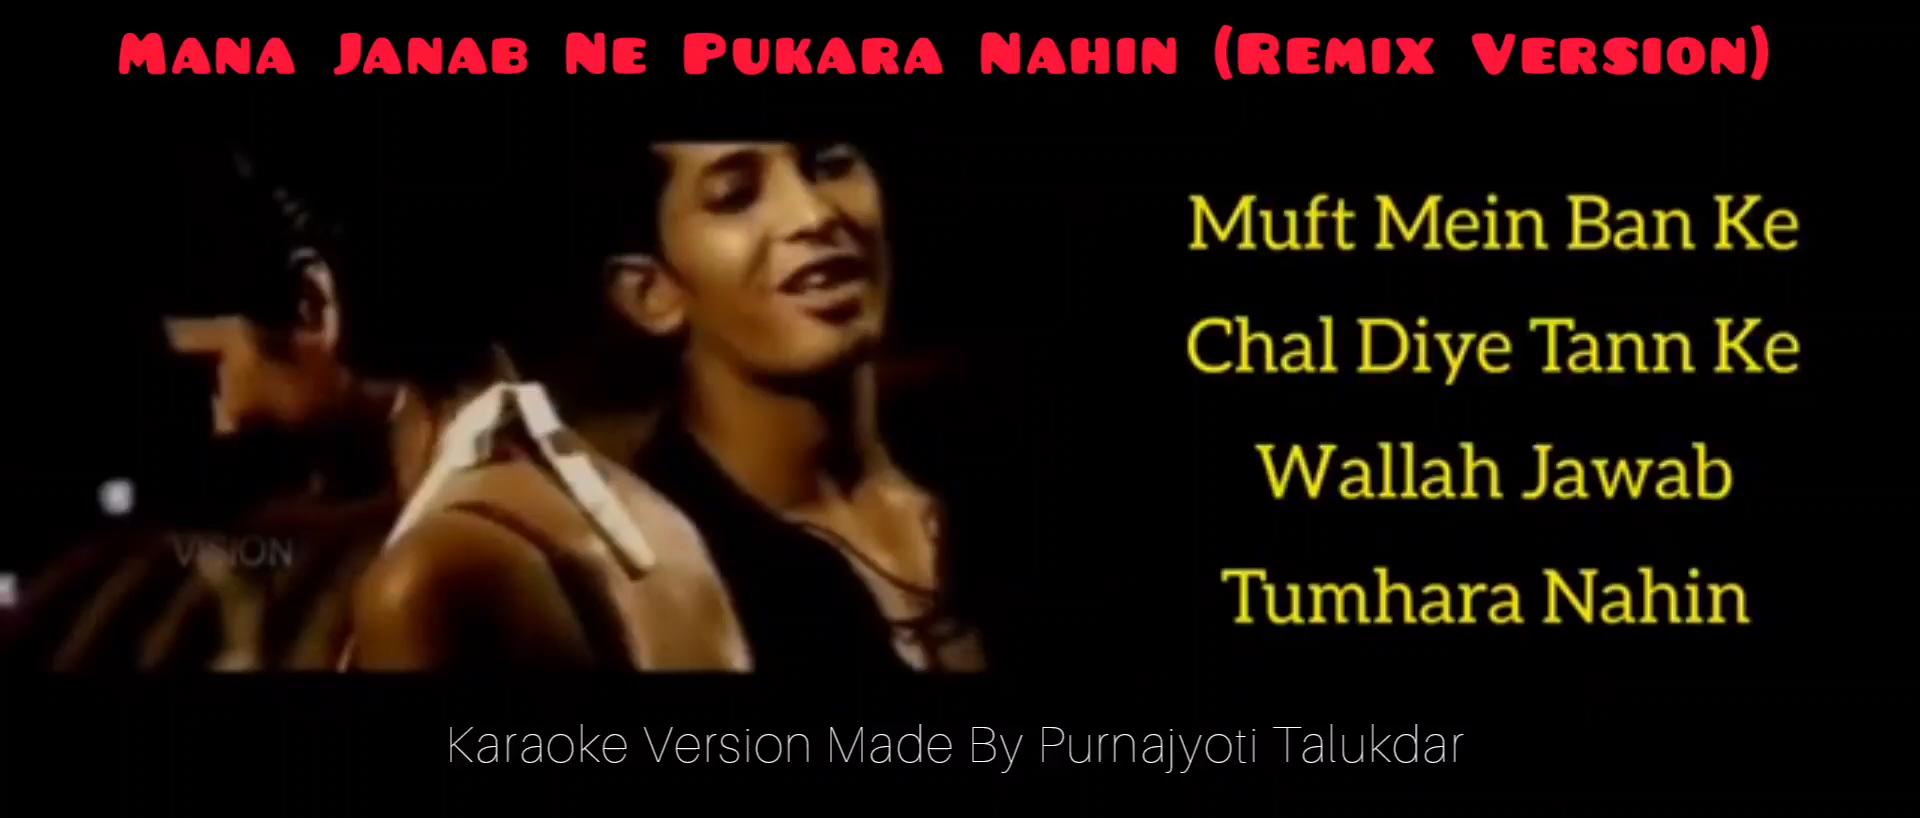 Mana Janab Ne Pukara Nahin (Remix Version)
Muft Mein Ban Ke
Chal Diye Tann Ke
Wallah Jawab
Tumhara Nahin
VISION
Karaoke Version Made By Purnajyoti Talukdar